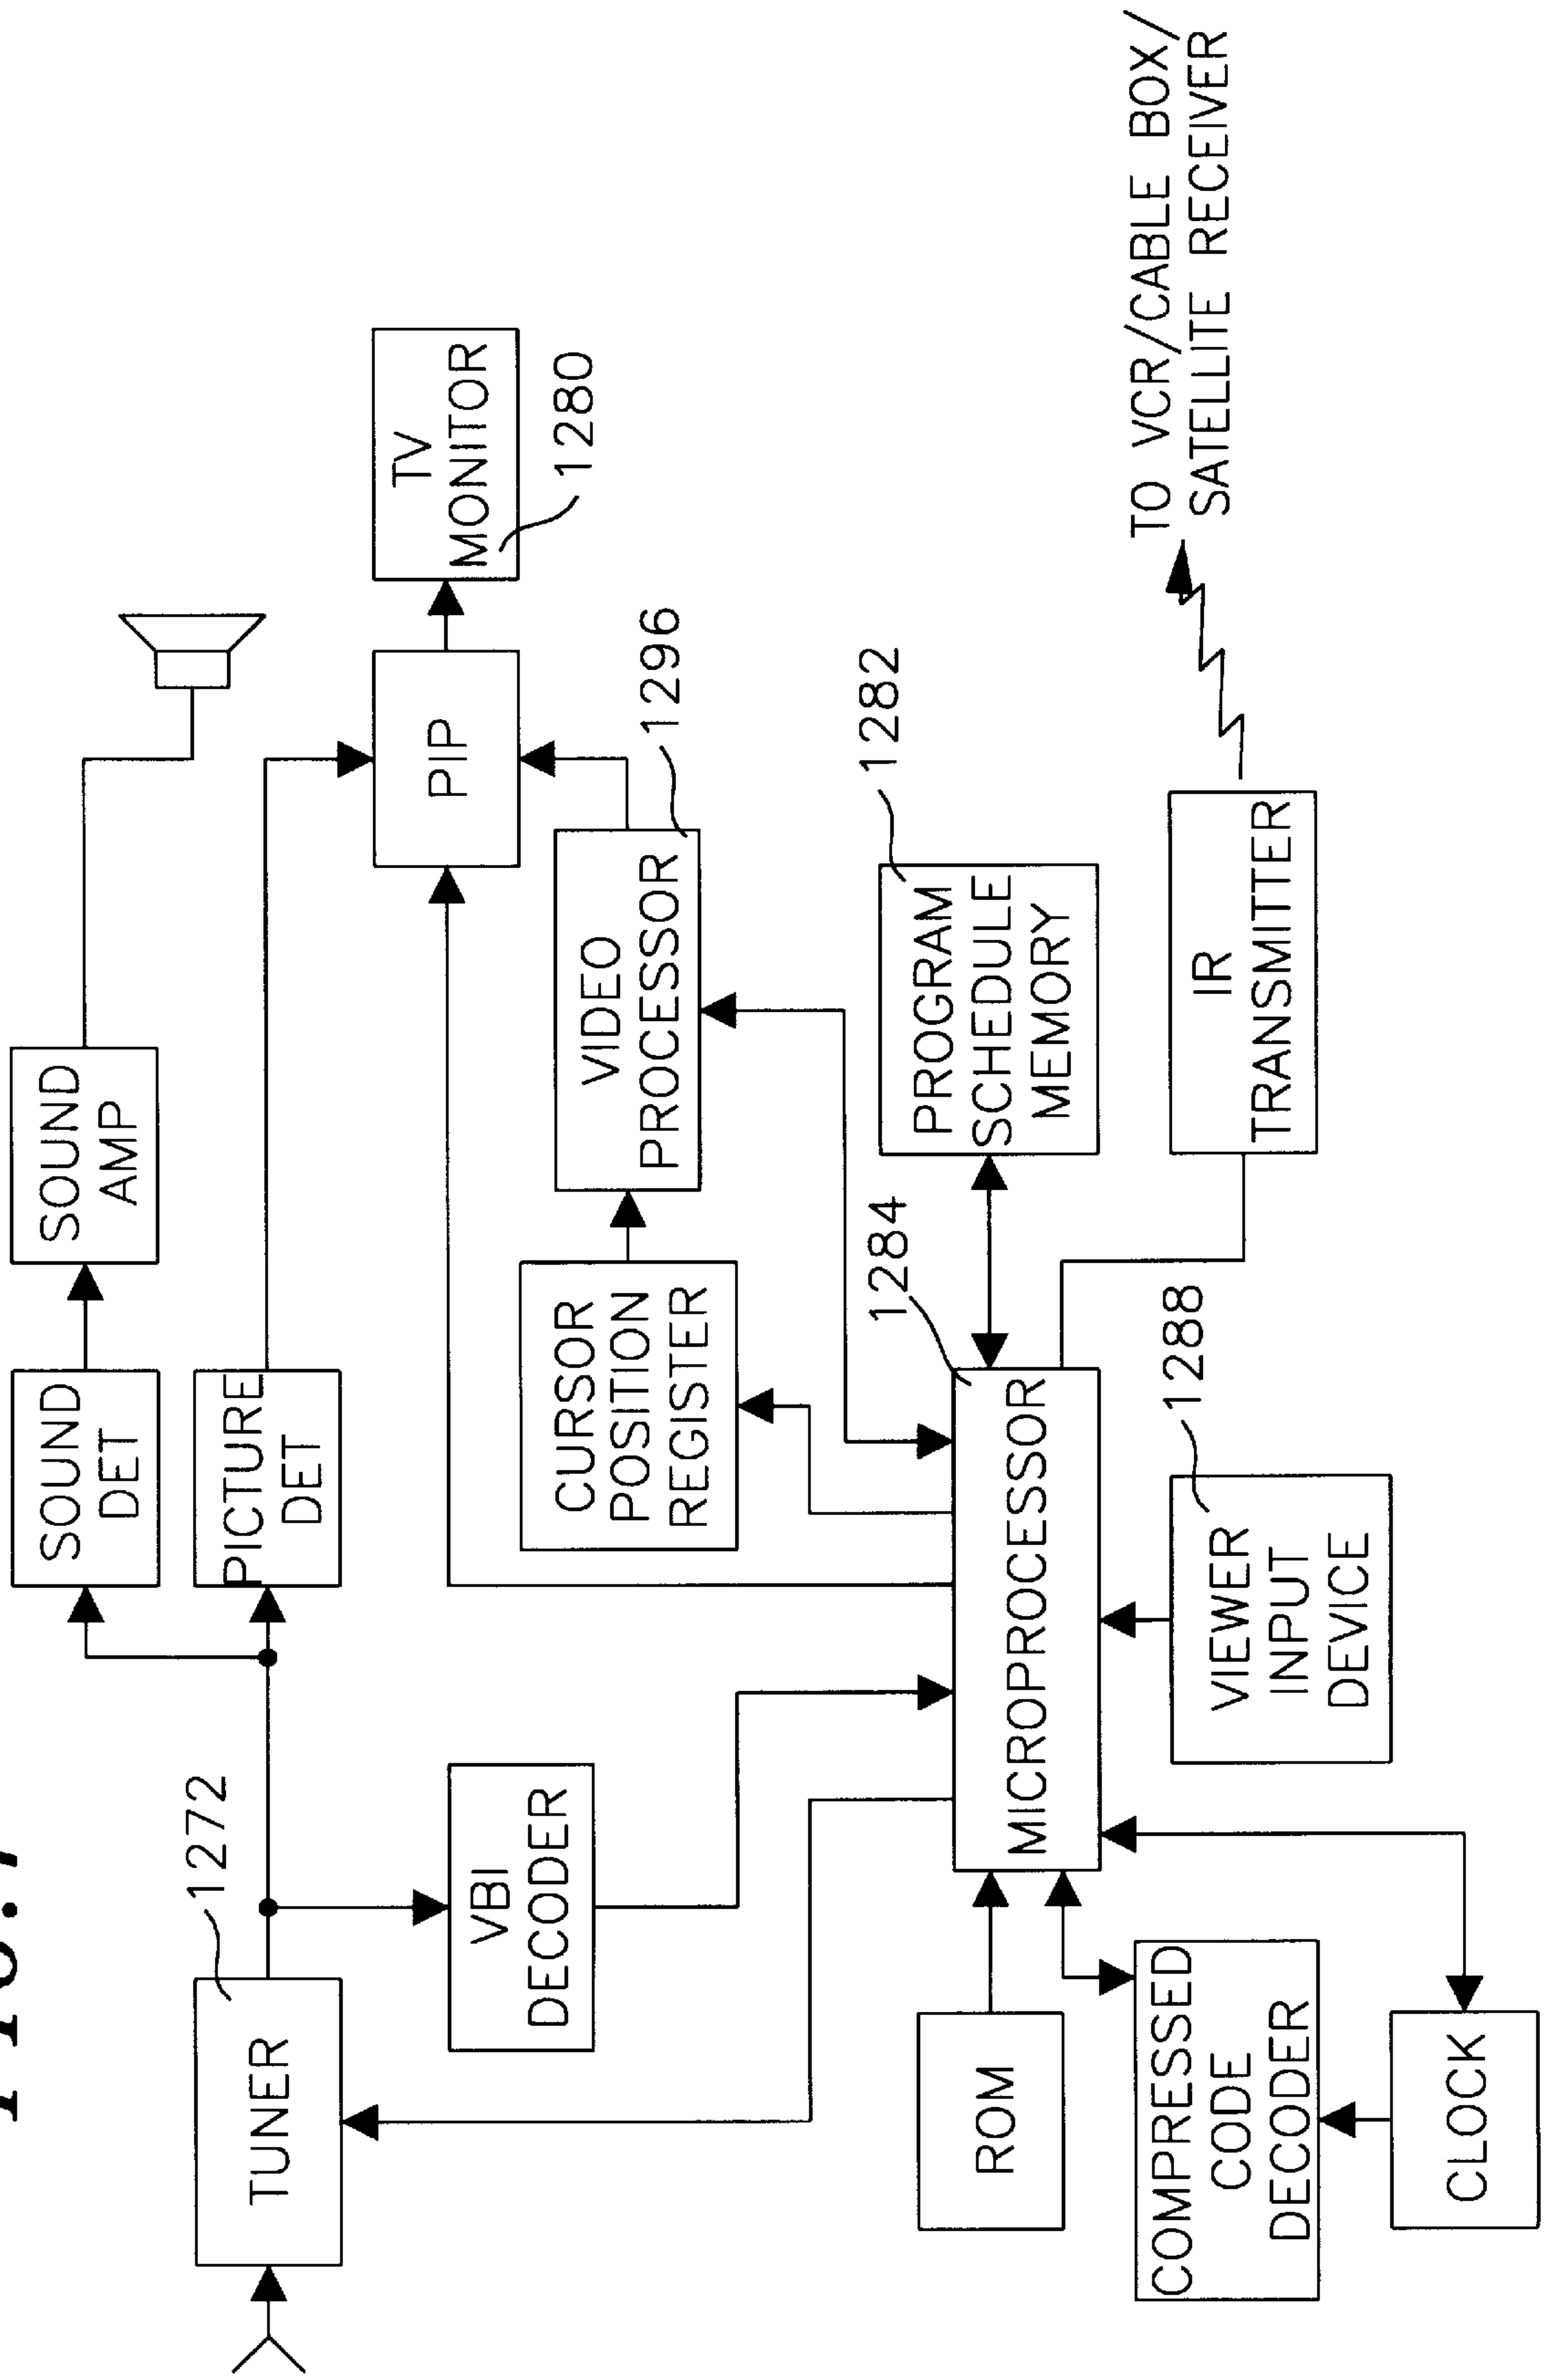 SOUND
DET
SOUND
AMP
1272
TUNER
PICTURE
DET
PIP
TV
MONITOR
1280
VBI
DECODER
CURSOR
POSITION
REGISTER
VIDEO
PROCESSOR
1296
1284
MICROPROCESSOR
1282
PROGRAM
SCHEDULE
MEMORY
ROM
COMPRESSED
CODE
DECODER
CLOCK
1288
VIEWER
INPUT
DEVICE
IR
TRANSMITTER
TO VCR/CABLE BOX/
SATELLITE RECEIVER